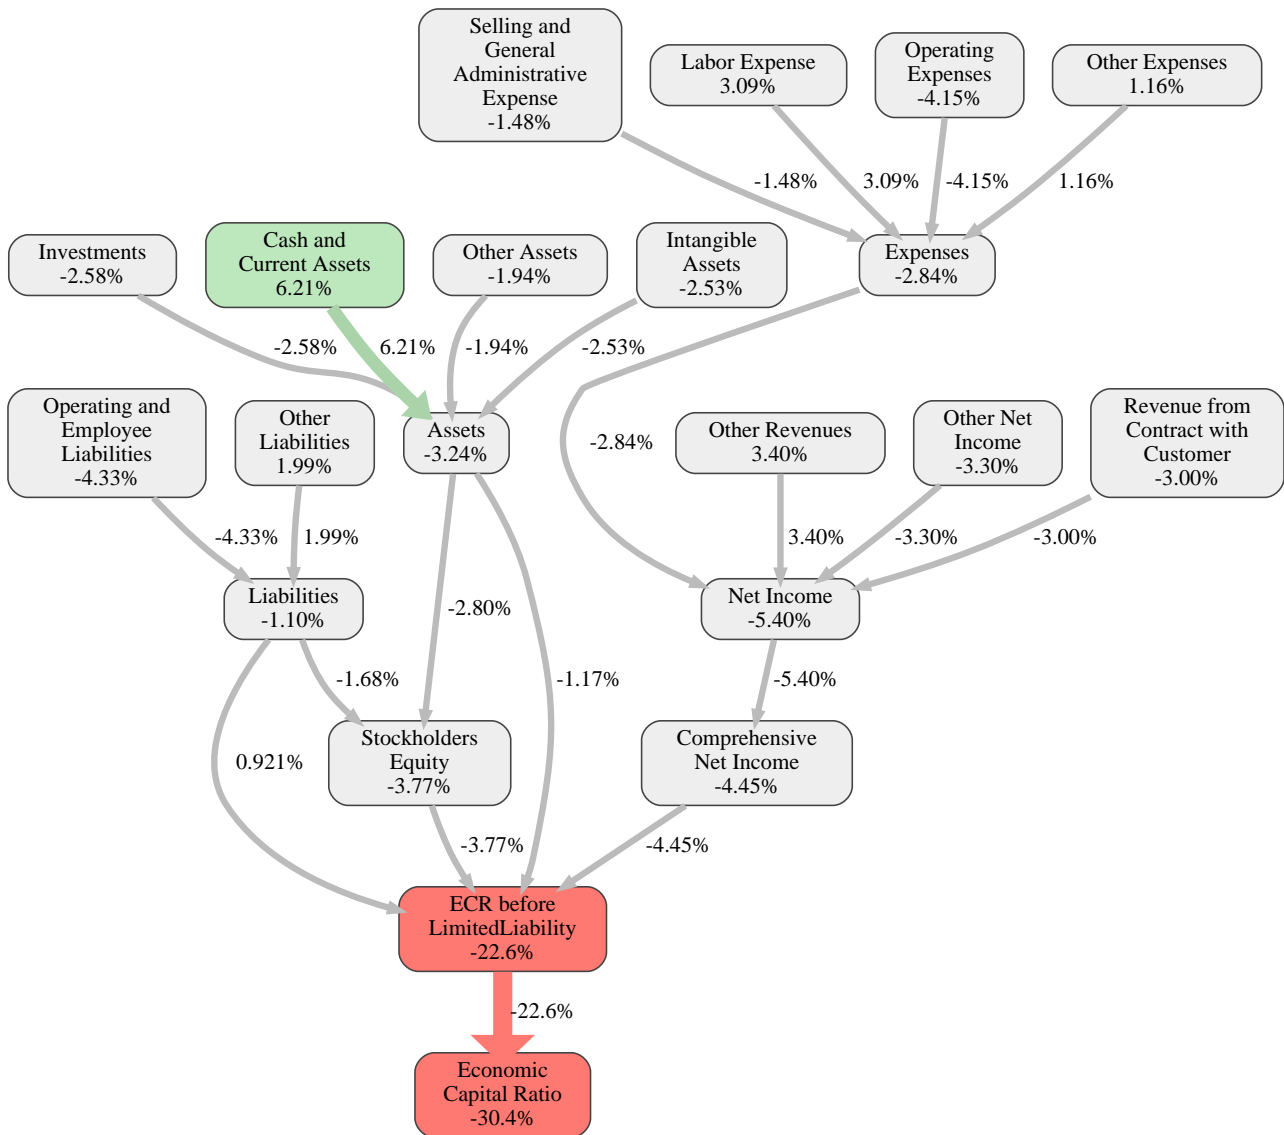 Selling and
General
Administrative
Expense
-1.48%
Labor Expense
3.09%
Operating
Expenses
-4.15%
Other Expenses
1.16%
-1.48%
3.09%
-4.15%
1.16%
Investments
-2.58%
Cash and
Current Assets
6.21%
Other Assets
-1.94%
Intangible
Assets
-2.53%
Expenses
-2.84%
-2.58%
6.21%
-1.94%
-2.53%
Operating and
Employee
Liabilities
-4.33%
Other
Liabilities
1.99%
Assets
-3.24%
-2.84%
Other Revenues
3.40%
Other Net
Income
-3.30%
Revenue from
Contract with
Customer
-3.00%
-4.33%
1.99%
3.40%
-3.30%
-3.00%
Liabilities
-1.10%
-2.80%
Net Income
-5.40%
-1.68%
-1.17%
-5.40%
0.921%
Stockholders
Equity
-3.77%
Comprehensive
Net Income
-4.45%
-3.77%
-4.45%
ECR before
LimitedLiability
-22.6%
-22.6%
Economic
Capital Ratio
-30.4%